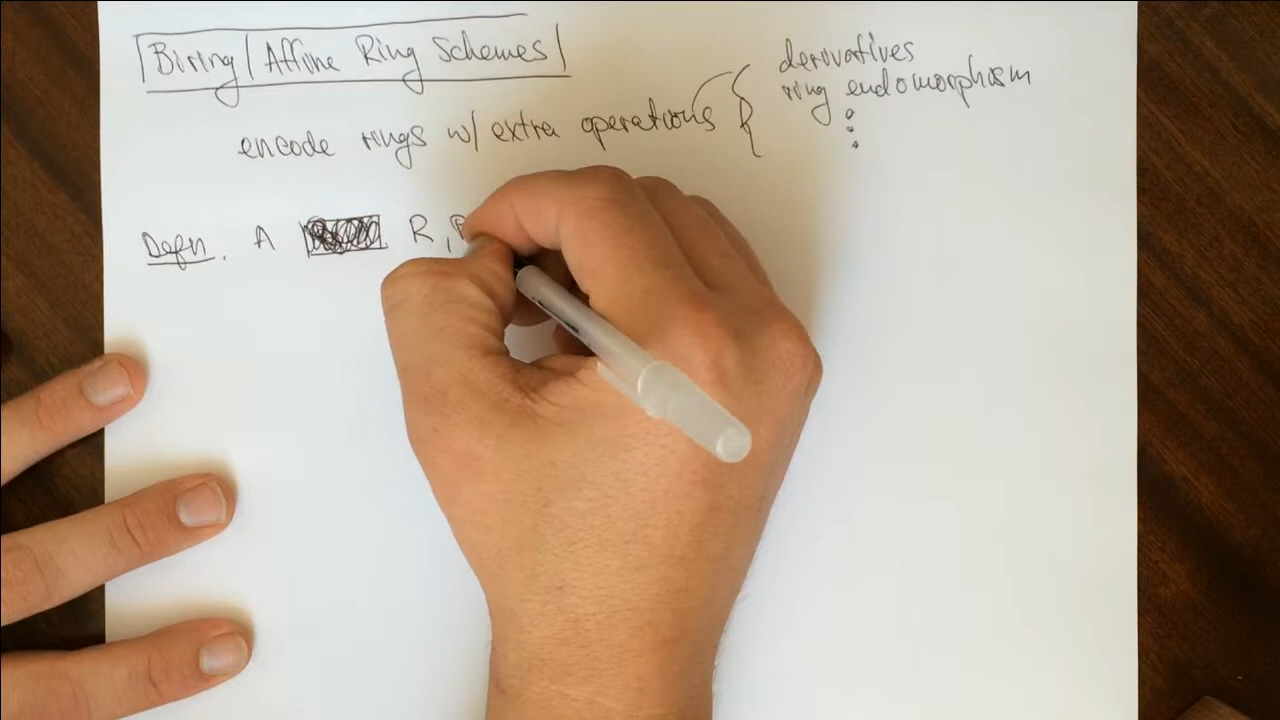 Biring / Affine Ring Schemes
derivatives
ring endomorphism
encode rings w/ extra operations
Defn. A R,